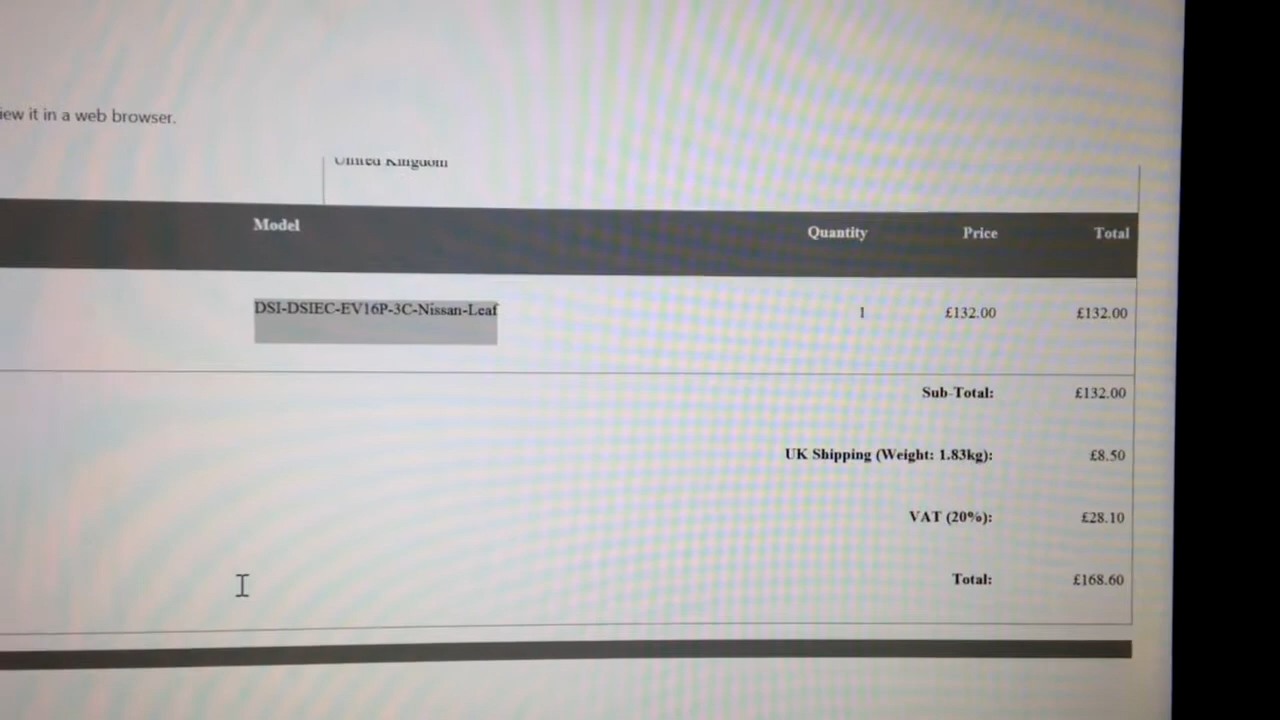 iew it in a web browser.
United Kingdom
Model Quantity Price Total
DSI-DSIEC-EV16P-3C-Nissan-Leaf 1 £132.00 £132.00
Sub-Total: £132.00
UK Shipping (Weight: 1.83kg): £8.50
VAT (20%): £28.10
Total: £168.60